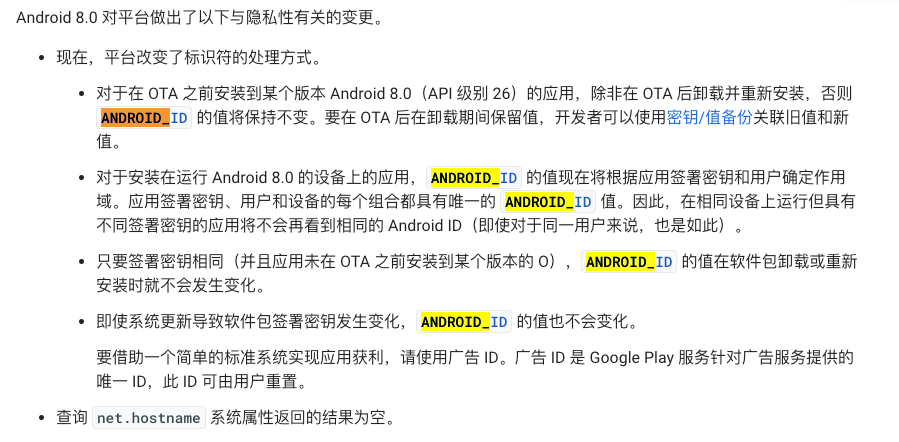 Android 8.0 对平台做出了以下与隐私性有关的变更。
现在，平台改变了标识符的处理方式。
对于在 OTA 之前安装到某个版本 Android 8.0（API 级别 26）的应用，除非在 OTA 后卸载并重新安装，否则
ANDROID_ID 的值将保持不变。要在 OTA 后在卸载期间保留值，开发者可以使用密钥/值备份关联旧值和新
值。
对于安装在运行 Android 8.0 的设备上的应用， ANDROID_ID 的值现在将根据应用签署密钥和用户确定作用
域。应用签署密钥、用户和设备的每个组合都具有唯一的 ANDROID_ID 值。因此，在相同设备上运行但具有
不同签署密钥的应用将不会再看到相同的 Android ID（即使对于同一用户来说，也是如此）。
只要签署密钥相同（并且应用未在 OTA 之前安装到某个版本的 O）， ANDROID_ID 的值在软件包卸载或重新
安装时就不会发生变化。
即使系统更新导致软件包签署密钥发生变化， ANDROID_ID 的值也不会变化。
要借助一个简单的标准系统实现应用获利，请使用广告 ID。广告 ID 是 Google Play 服务针对广告服务提供的
唯一 ID，此 ID 可由用户重置。
查询 net.hostname 系统属性返回的结果为空。